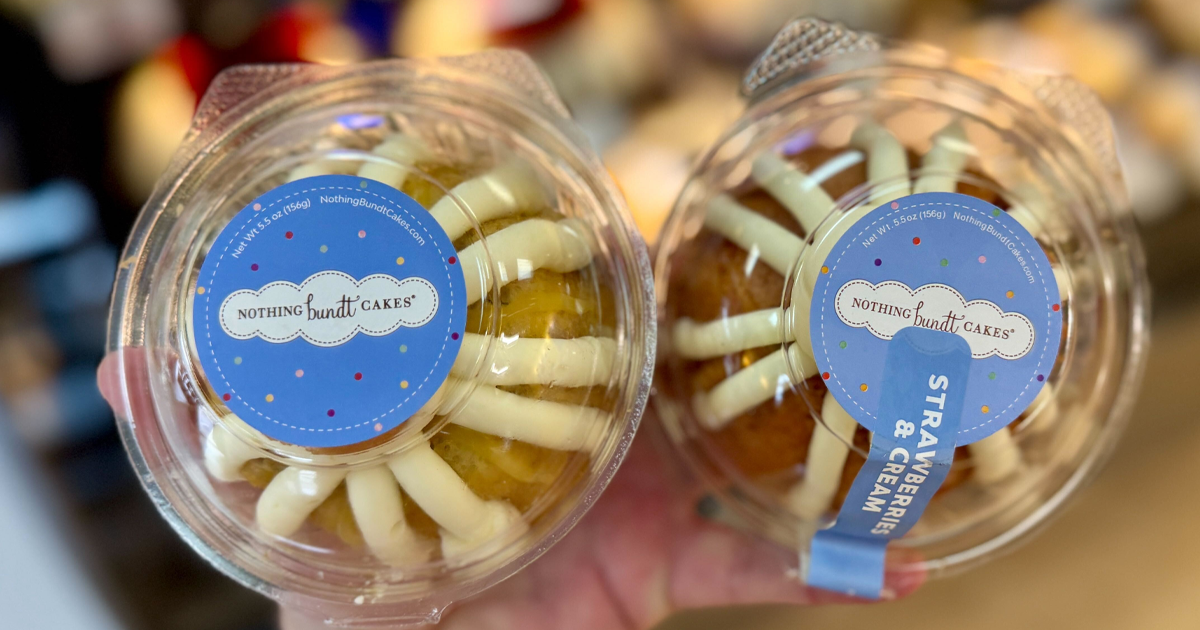 Net Wt. 5.5 oz (156g) NothingBundtCakes.com
NOTHING bundt CAKES®
Net Wt. 5.5 oz (156g) NothingBundtCakes.com
NOTHING bundt CAKES®
STRAWBERRIES
& CREAM